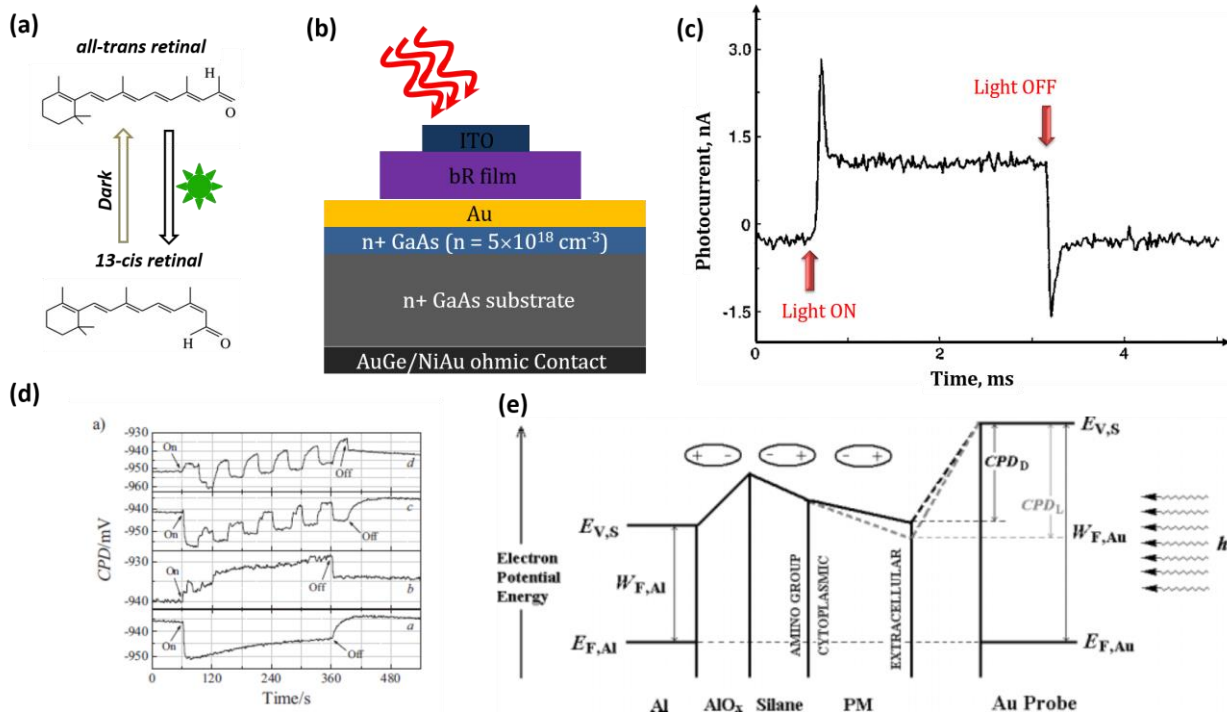 (a)
all-trans retinal
H
O
Dark
13-cis retinal
H
O
(b)
ITO
bR film
Au
n+ GaAs (n = 5×10¹⁸ cm⁻³)
n+ GaAs substrate
AuGe/NiAu ohmic Contact
(c)
Photocurrent, nA
3.0
1.5
0
-1.5
Light ON
Light OFF
0
2
4
Time, ms
(d)
a)
CPD/mV
-930
-940
-950
-960
On
Off
d
-940
-950
On
Off
c
-930
-940
On
Off
b
-940
-950
On
Off
a
0 120 240 360 480
Time/s
(e)
Electron
Potential
Energy
E_V,S
W_F,Al
E_F,Al
+ -
- +
+ -
AMINO GROUP
CYTOPLASMIC
EXTRACELLULAR
CPD_D
CPD_L
E_V,S
W_F,Au
E_F,Au
h
Al AlOₓ Silane PM Au Probe